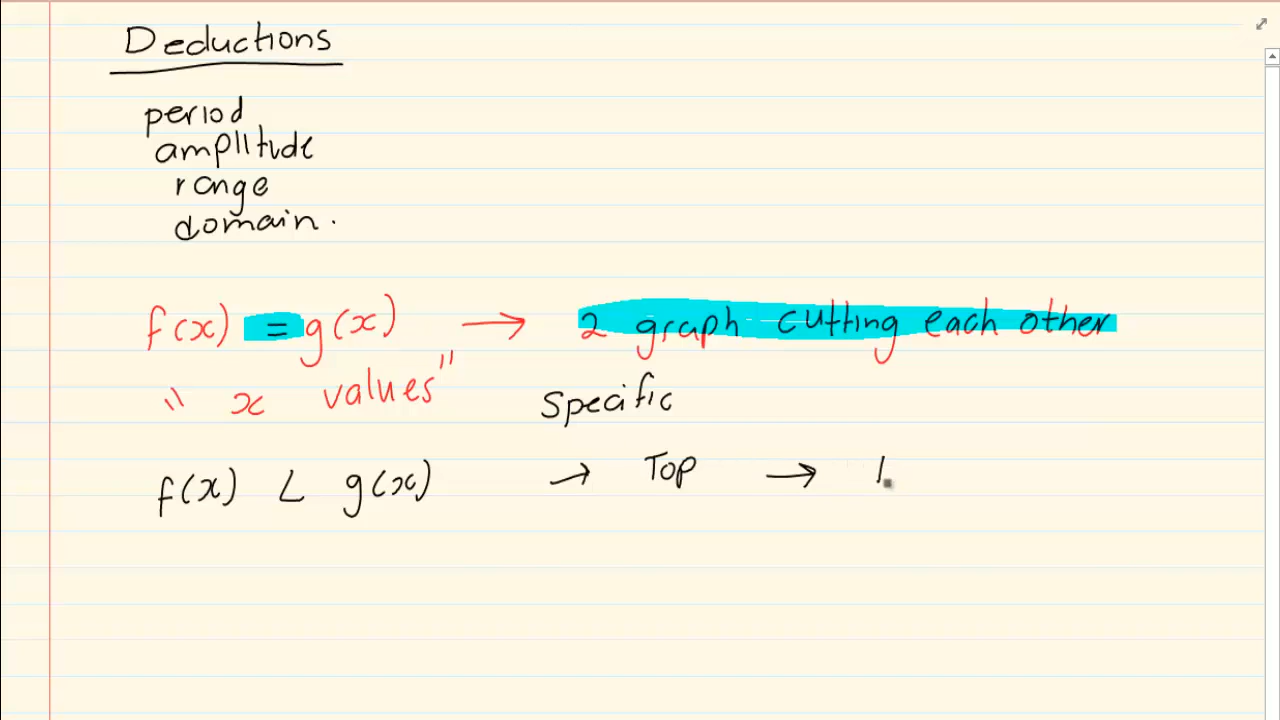 Deductions
period
amplitude
range
domain.
f(x) = g(x) → 2 graph cutting each other
" x values" Specific
f(x) < g(x) → Top →